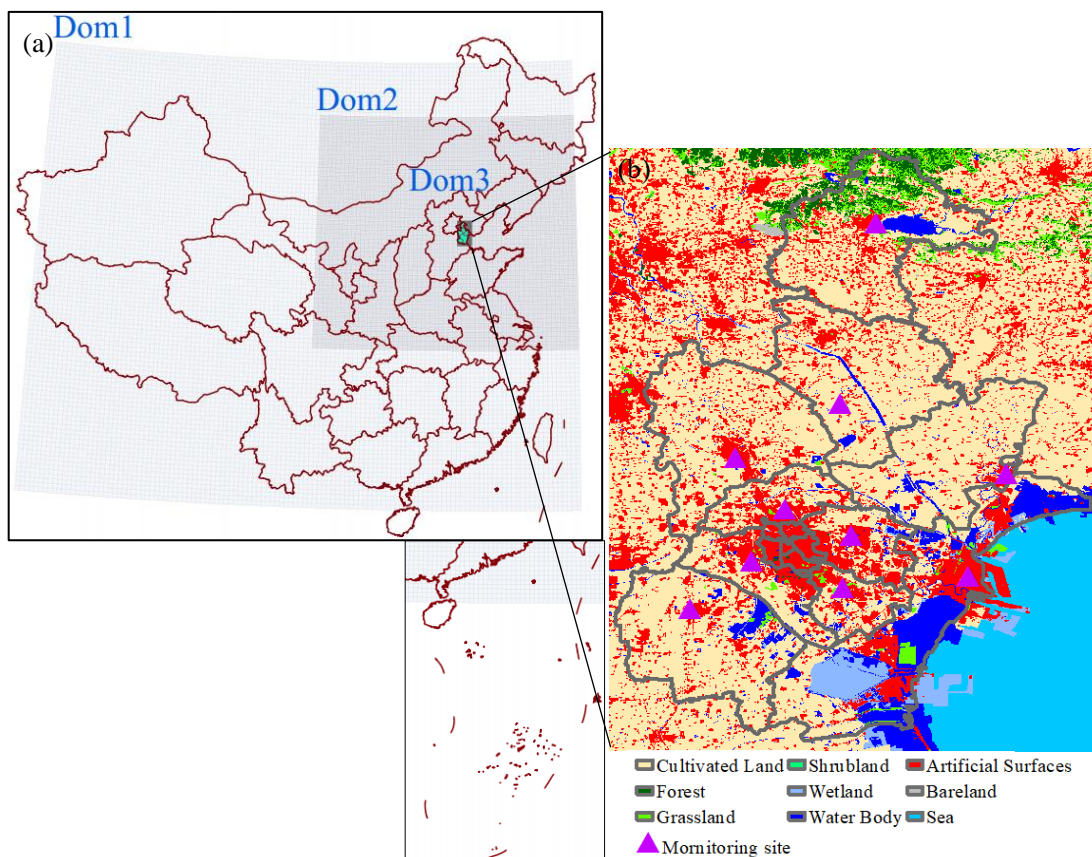 Dom1
(a)
Dom2
Dom3
(b)
Cultivated Land Shrubland Artificial Surfaces
Forest Wetland Bareland
Grassland Water Body Sea
Mornitoring site